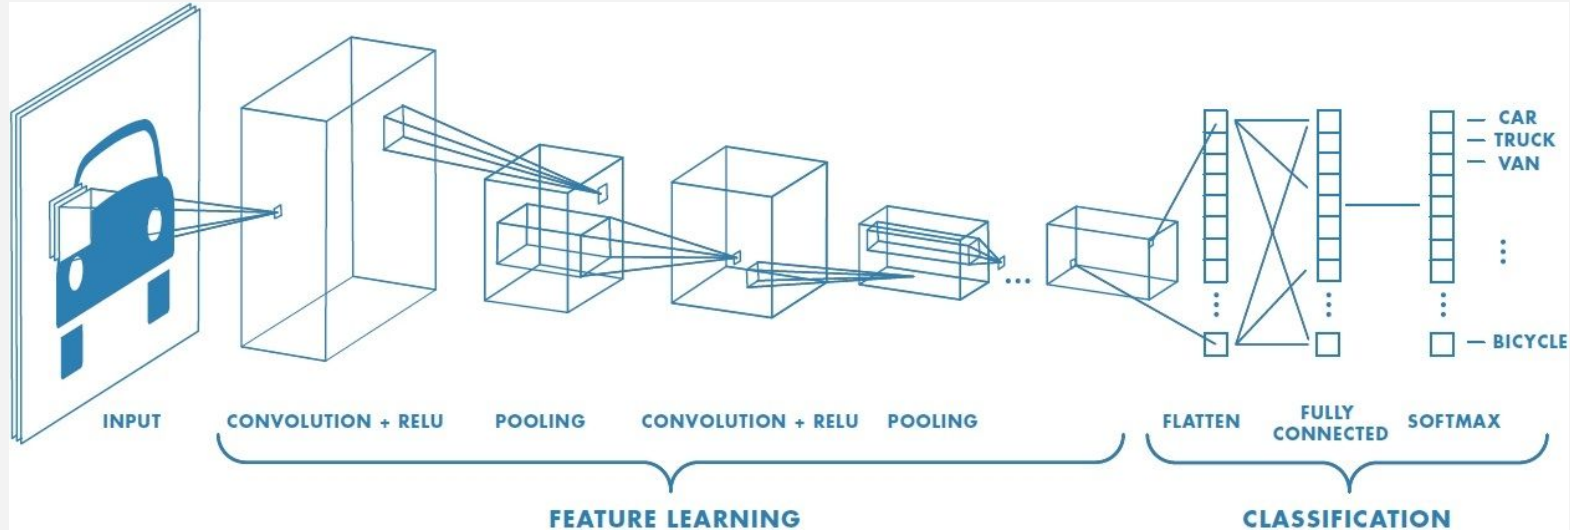 CAR
TRUCK
VAN
BICYCLE
INPUT
CONVOLUTION + RELU
POOLING
CONVOLUTION + RELU
POOLING
FLATTEN
FULLY
CONNECTED
SOFTMAX
FEATURE LEARNING
CLASSIFICATION